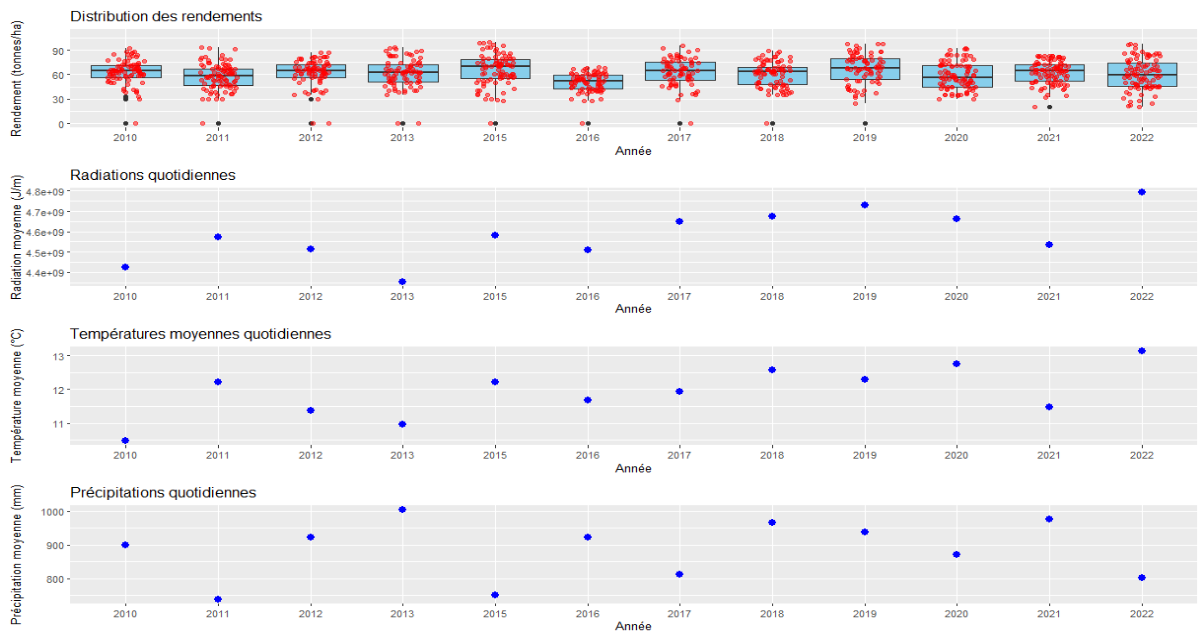 Distribution des rendements
Rendement (tonnes/ha)
90
60
30
0
2010 2011 2012 2013 2015 2016 2017 2018 2019 2020 2021 2022
Année
Radiations quotidiennes
Radiation moyenne (J/m)
4.8e+09
4.7e+09
4.6e+09
4.5e+09
4.4e+09
2010 2011 2012 2013 2015 2016 2017 2018 2019 2020 2021 2022
Année
Températures moyennes quotidiennes
Température moyenne (°C)
13
12
11
2010 2011 2012 2013 2015 2016 2017 2018 2019 2020 2021 2022
Année
Précipitations quotidiennes
Précipitation moyenne (mm)
1000
900
800
2010 2011 2012 2013 2015 2016 2017 2018 2019 2020 2021 2022
Année